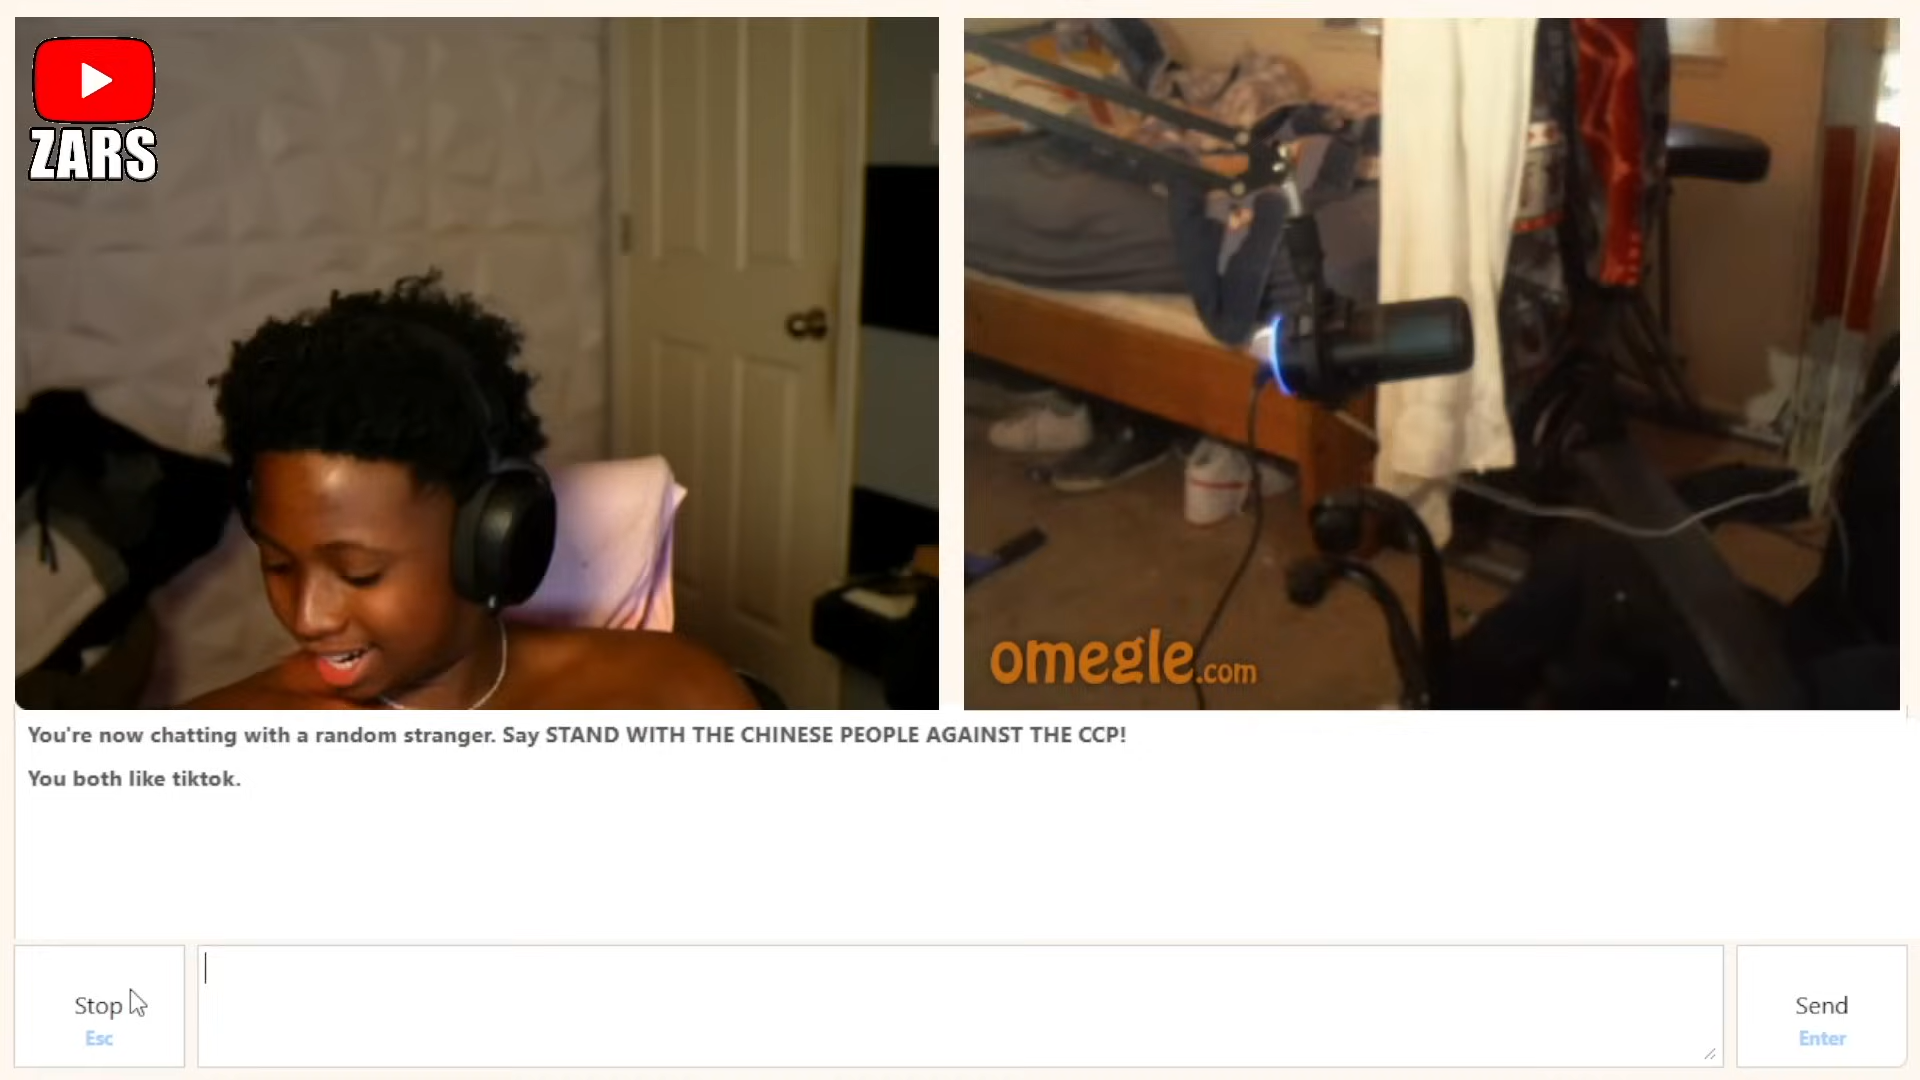 ZARS
omegle.com
You're now chatting with a random stranger. Say STAND WITH THE CHINESE PEOPLE AGAINST THE CCP!
You both like tiktok.
Stop
Esc
Send
Enter